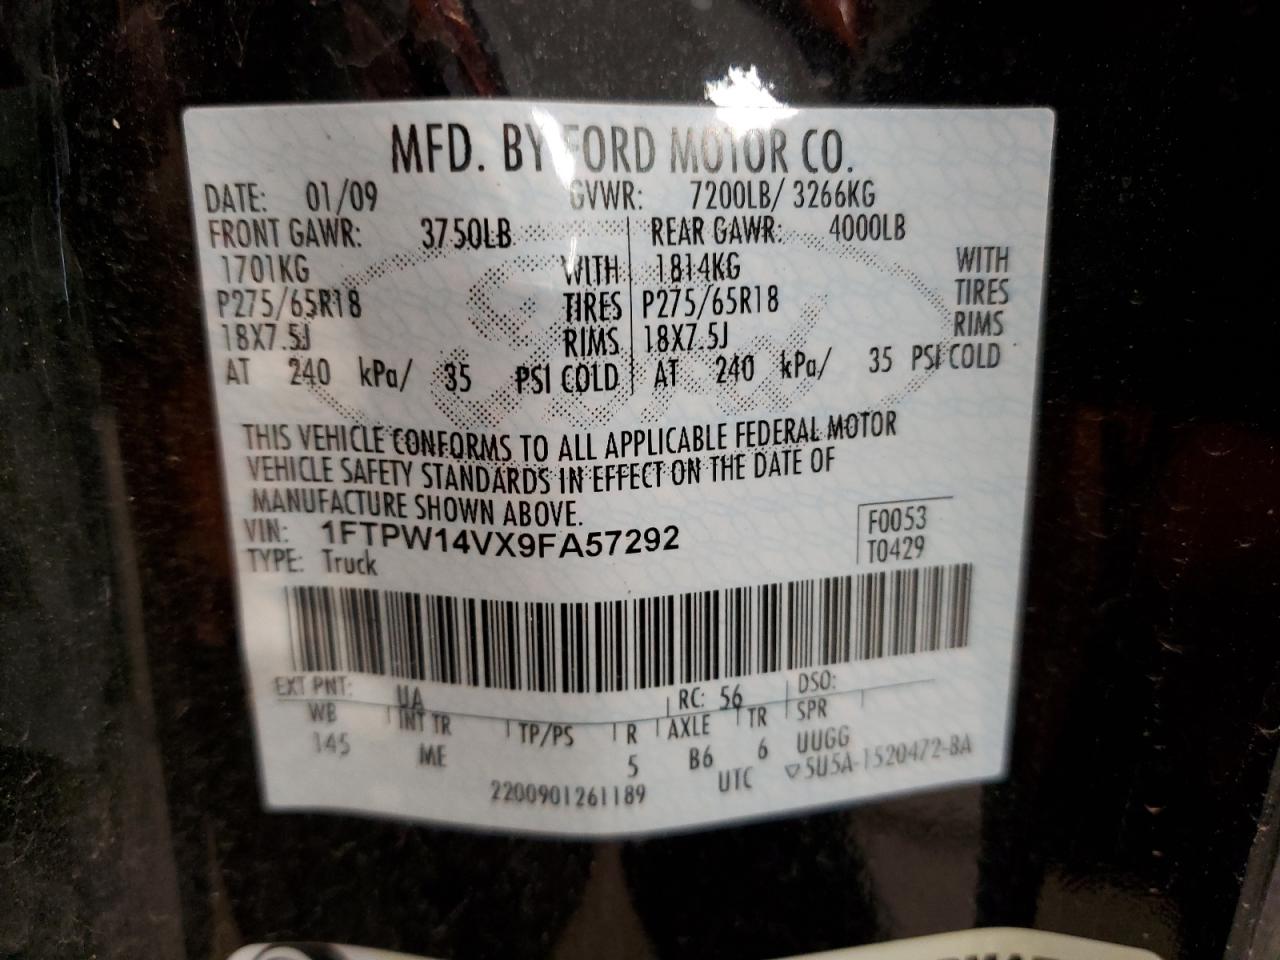 MFD. BY FORD MOTOR CO.
DATE: 01/09 GVWR: 7200LB/ 3266KG
FRONT GAWR: 3750LB REAR GAWR: 4000LB
1701KG WITH 1814KG WITH
P275/65R18 TIRES P275/65R18 TIRES
18X7.5J RIMS 18X7.5J RIMS
AT 240 kPa/ 35 PSI COLD AT 240 kPa/ 35 PSI COLD
THIS VEHICLE CONFORMS TO ALL APPLICABLE FEDERAL MOTOR
VEHICLE SAFETY STANDARDS IN EFFECT ON THE DATE OF
MANUFACTURE SHOWN ABOVE.
VIN: 1FTPW14VX9FA57292 F0053
TYPE: Truck T0429
EXT PNT: UA RC: 56 DSO:
WB INT TR TP/PS R AXLE TR SPR
145 ME 5 B6 6 UUGG
2200901261189 UTC ▽5U5A-1520472-BA